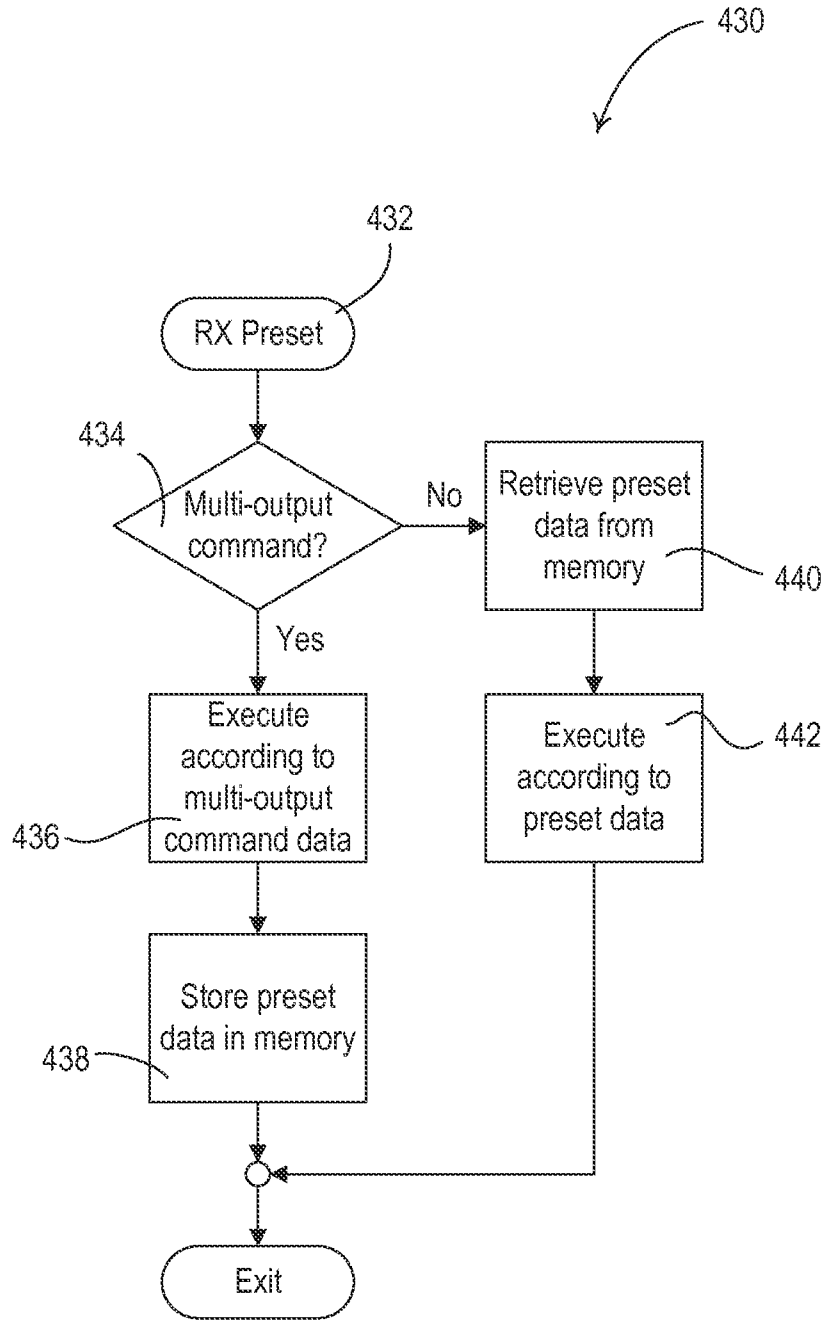 430
432
RX Preset
434
Multi-output
command?
No
Retrieve preset
data from
memory
440
Yes
Execute
according to
multi-output
command data
436
Execute
according to
preset data
442
Store preset
data in memory
438
Exit